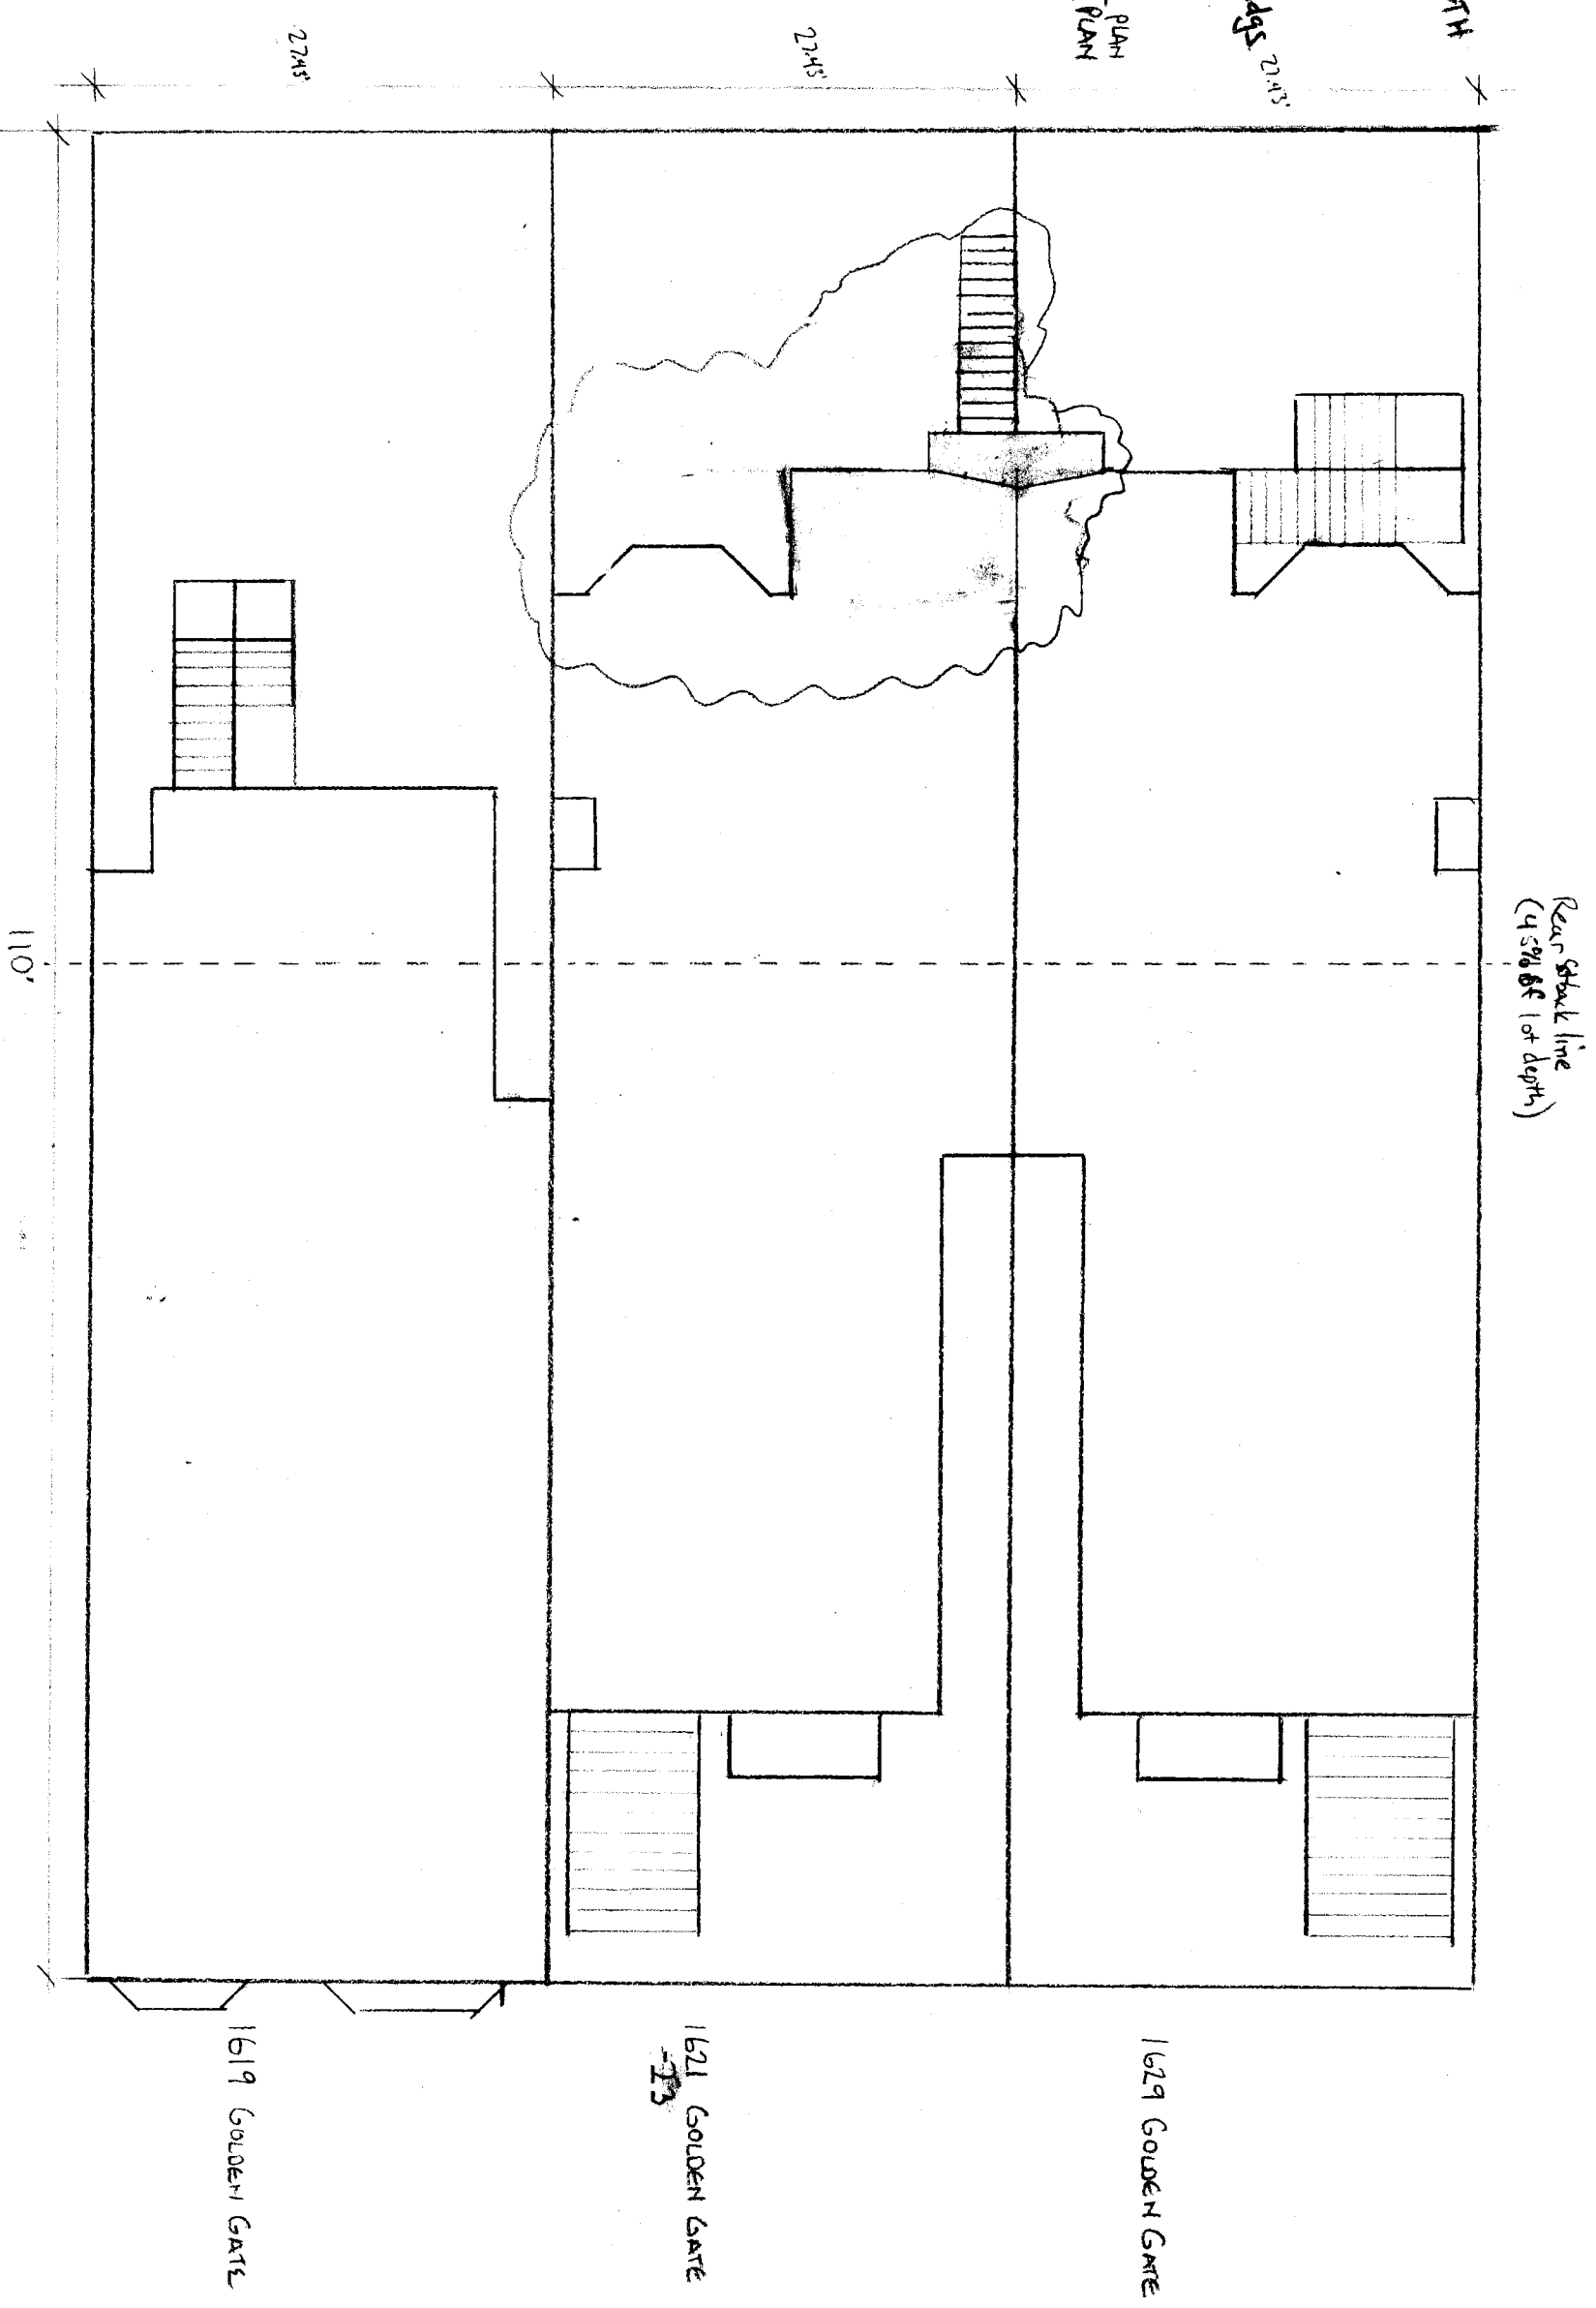 TH
dgs
PLAN
PLAN
27.43'
27.43'
27.43'
Rear Setback line
(45% of lot depth)
110'
1629 GOLDEN GATE
1621 GOLDEN GATE
-23
1619 GOLDEN GATE